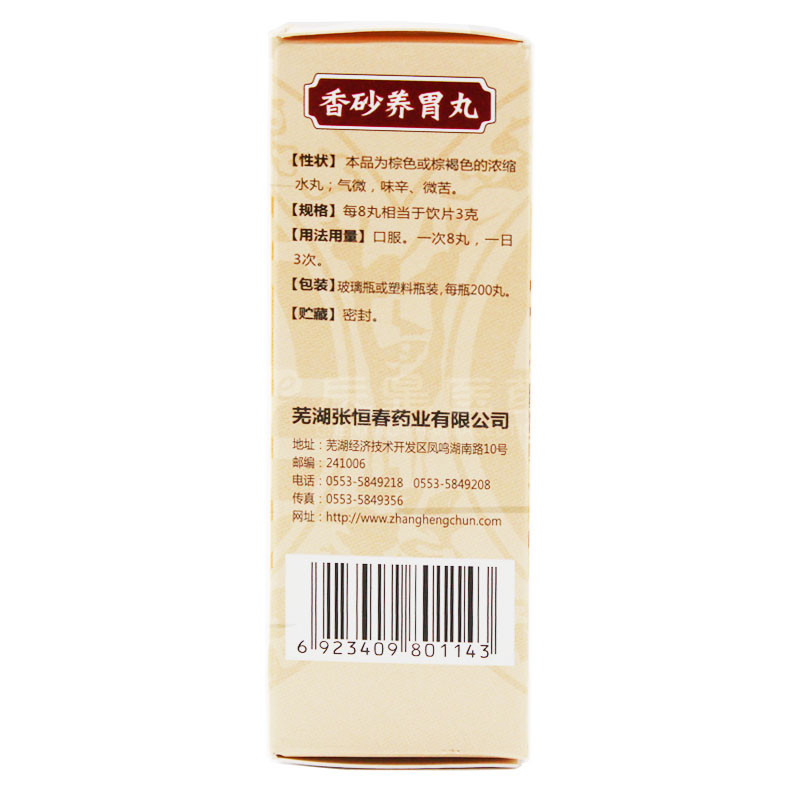 香砂养胃丸
【性状】本品为棕色或棕褐色的浓缩
水丸；气微，味辛、微苦。
【规格】每8丸相当于饮片3克
【用法用量】口服。一次8丸，一日
3次。
【包装】玻璃瓶或塑料瓶装,每瓶200丸。
【贮藏】密封。
芜湖张恒春药业有限公司
地址：芜湖经济技术开发区凤鸣湖南路10号
邮编：241006
电话：0553-5849218 0553-5849208
传真：0553-5849356
网址：http://www.zhanghengchun.com
6 923409 801143